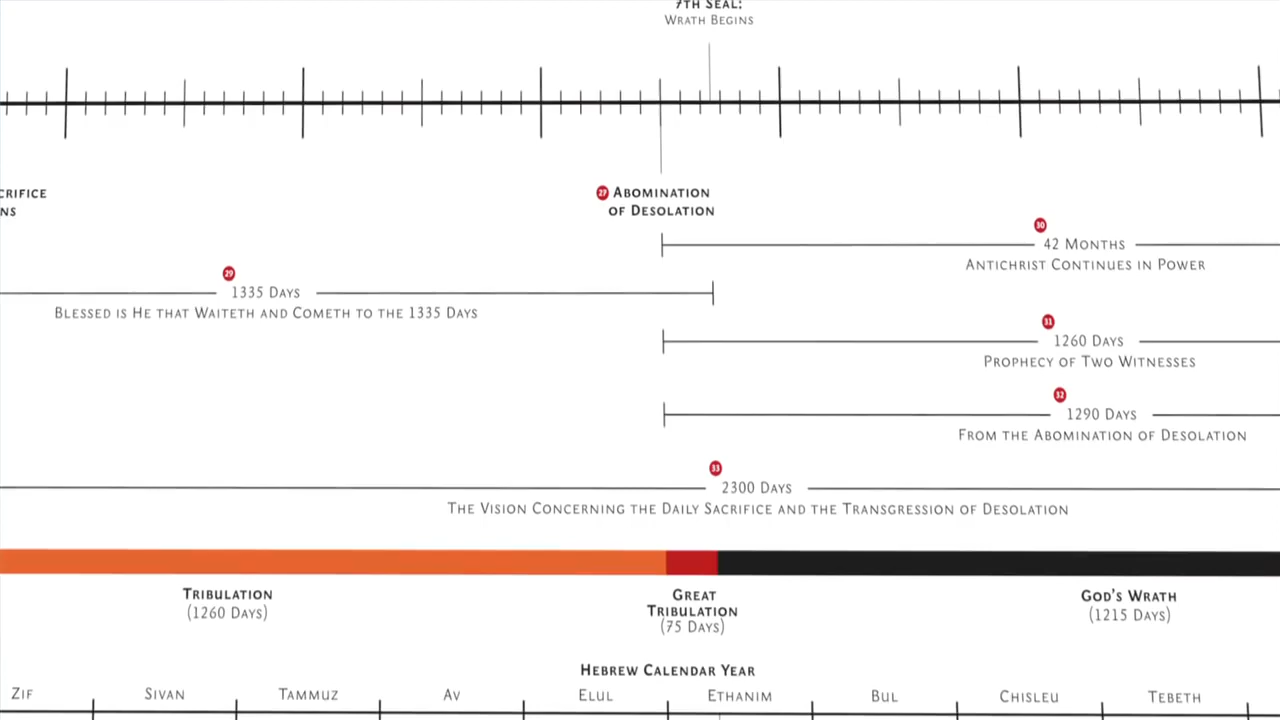 7TH SEAL:
WRATH BEGINS
CRIFICE
NS
27 ABOMINATION
OF DESOLATION
30
42 MONTHS
ANTICHRIST CONTINUES IN POWER
29
1335 DAYS
BLESSED IS HE THAT WAITETH AND COMETH TO THE 1335 DAYS
31
1260 DAYS
PROPHECY OF TWO WITNESSES
32
1290 DAYS
FROM THE ABOMINATION OF DESOLATION
33
2300 DAYS
THE VISION CONCERNING THE DAILY SACRIFICE AND THE TRANSGRESSION OF DESOLATION
TRIBULATION
(1260 DAYS)
GREAT
TRIBULATION
(75 DAYS)
GOD'S WRATH
(1215 DAYS)
HEBREW CALENDAR YEAR
ZIF SIVAN TAMMUZ AV ELUL ETHANIM BUL CHISLEU TEBETH